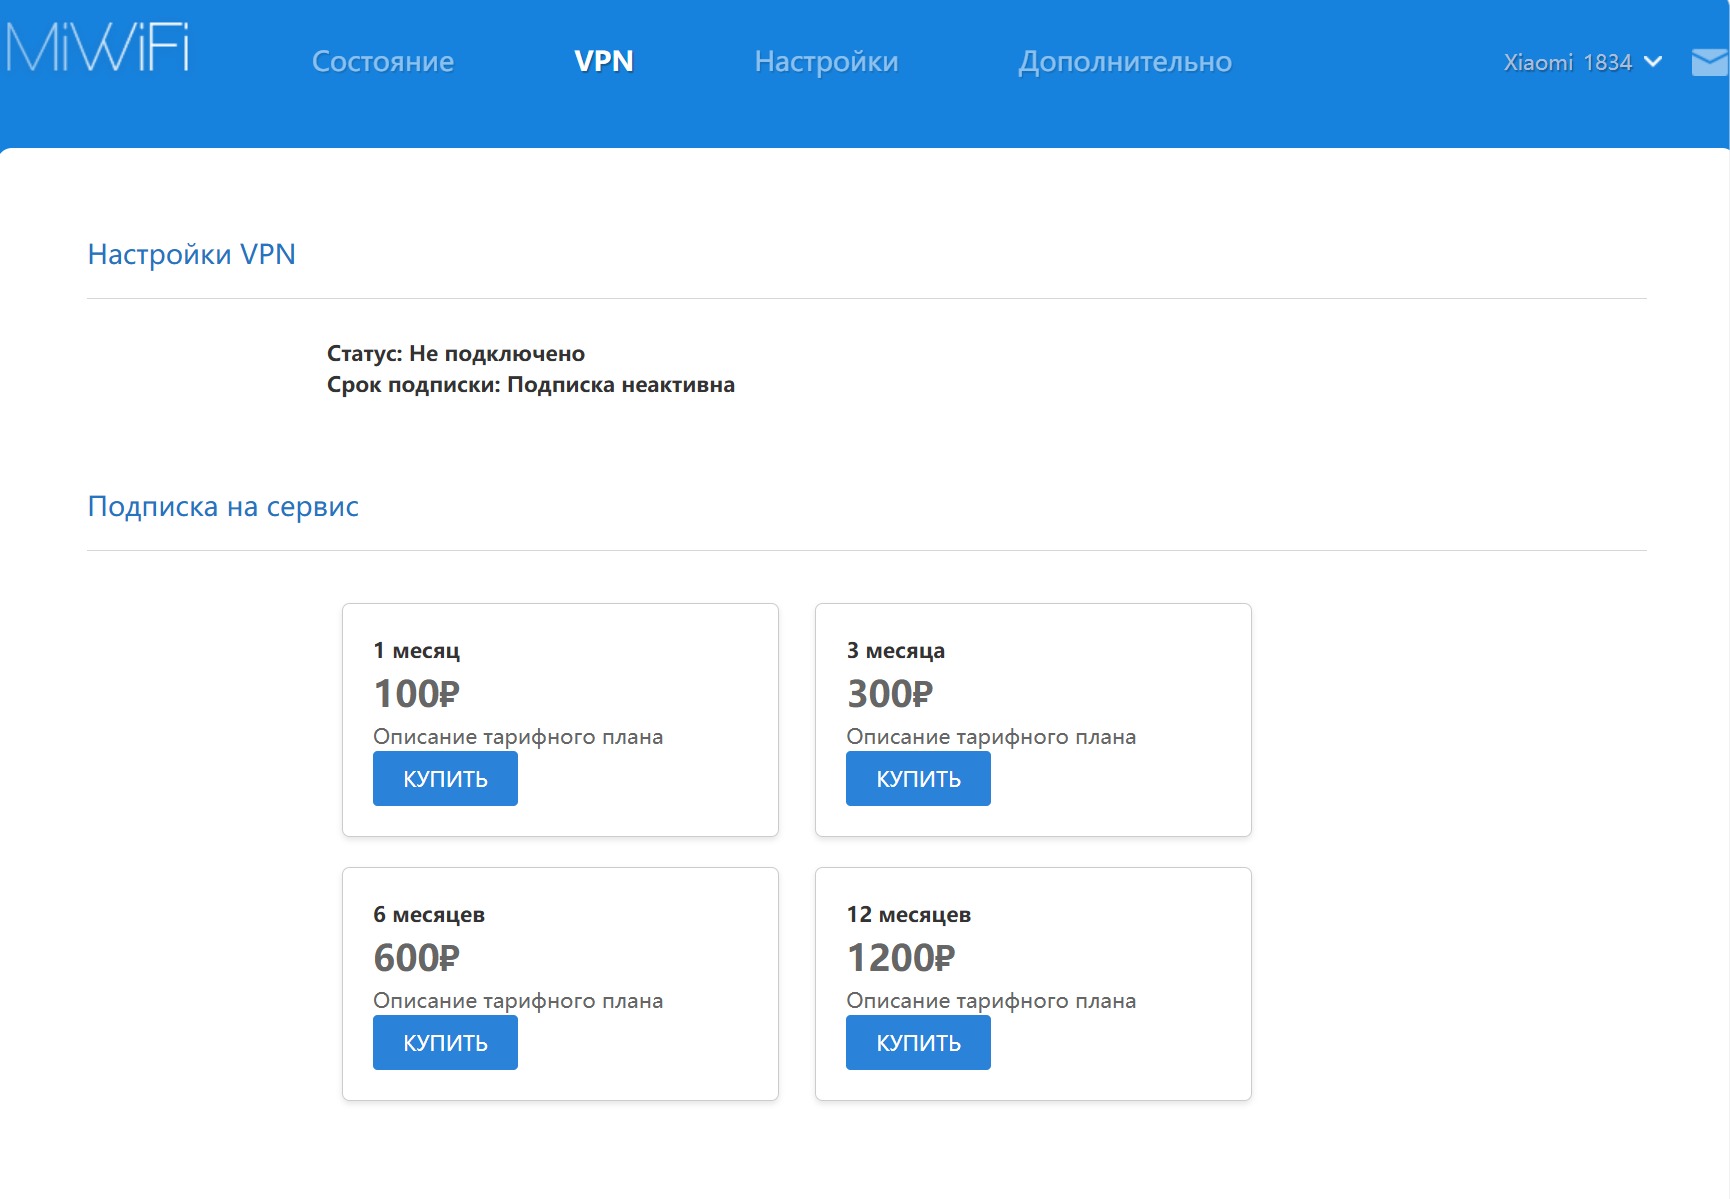 MiWiFi
Состояние VPN Настройки Дополнительно Xiaomi 1834
Настройки VPN
Статус: Не подключено
Срок подписки: Подписка неактивна
Подписка на сервис
1 месяц
100₽
Описание тарифного плана
КУПИТЬ
3 месяца
300₽
Описание тарифного плана
КУПИТЬ
6 месяцев
600₽
Описание тарифного плана
КУПИТЬ
12 месяцев
1200₽
Описание тарифного плана
КУПИТЬ